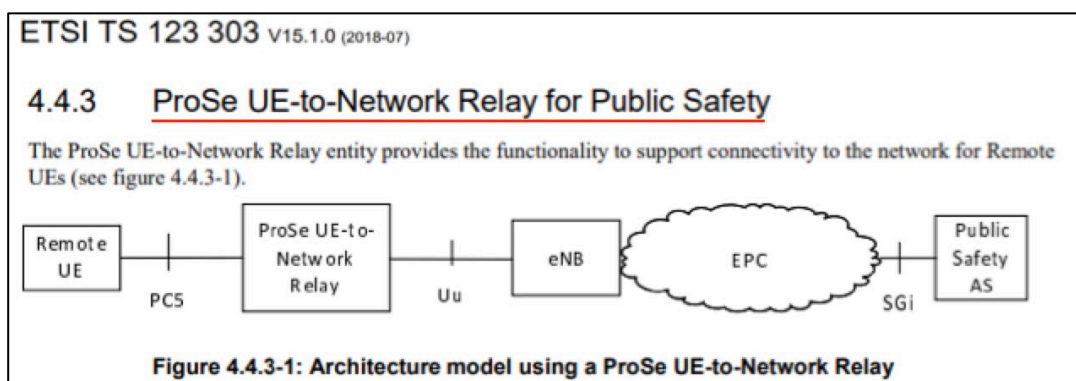 ETSI TS 123 303 V15.1.0 (2018-07)
4.4.3 ProSe UE-to-Network Relay for Public Safety
The ProSe UE-to-Network Relay entity provides the functionality to support connectivity to the network for Remote
UEs (see figure 4.4.3-1).
Remote
UE
PC5
ProSe UE-to-
Network
Relay
Uu
eNB
EPC
SGi
Public
Safety
AS
Figure 4.4.3-1: Architecture model using a ProSe UE-to-Network Relay